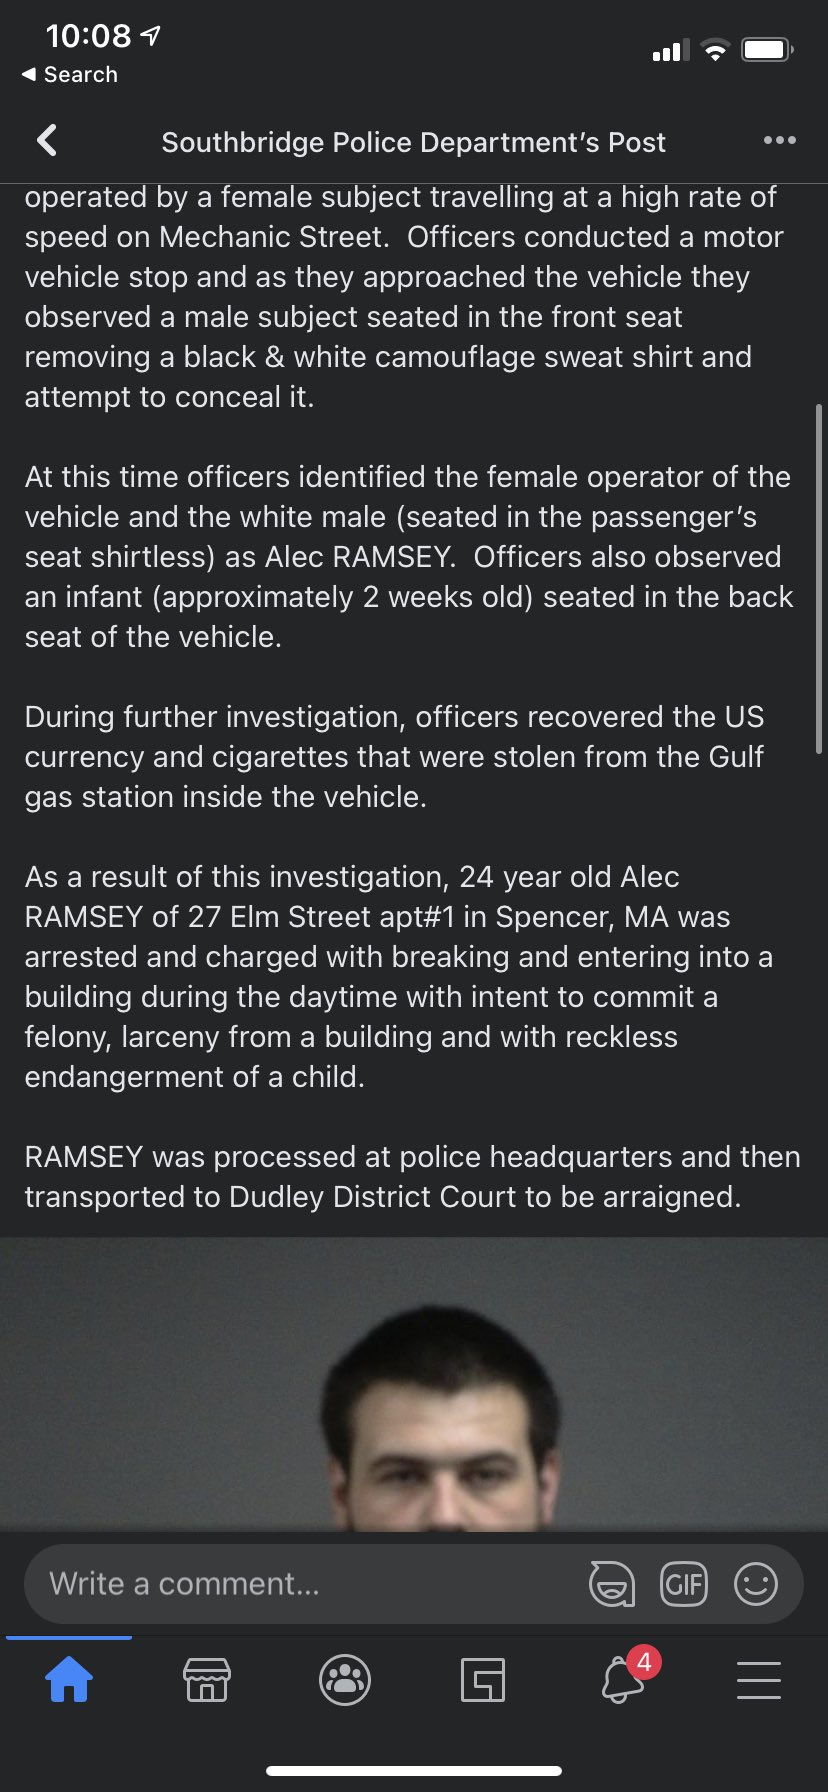 10:08
Search
Southbridge Police Department's Post
operated by a female subject travelling at a high rate of
speed on Mechanic Street.  Officers conducted a motor
vehicle stop and as they approached the vehicle they
observed a male subject seated in the front seat
removing a black & white camouflage sweat shirt and
attempt to conceal it.
At this time officers identified the female operator of the
vehicle and the white male (seated in the passenger's
seat shirtless) as Alec RAMSEY.  Officers also observed
an infant (approximately 2 weeks old) seated in the back
seat of the vehicle.
During further investigation, officers recovered the US
currency and cigarettes that were stolen from the Gulf
gas station inside the vehicle.
As a result of this investigation, 24 year old Alec
RAMSEY of 27 Elm Street apt#1 in Spencer, MA was
arrested and charged with breaking and entering into a
building during the daytime with intent to commit a
felony, larceny from a building and with reckless
endangerment of a child.
RAMSEY was processed at police headquarters and then
transported to Dudley District Court to be arraigned.
Write a comment...
GIF
4